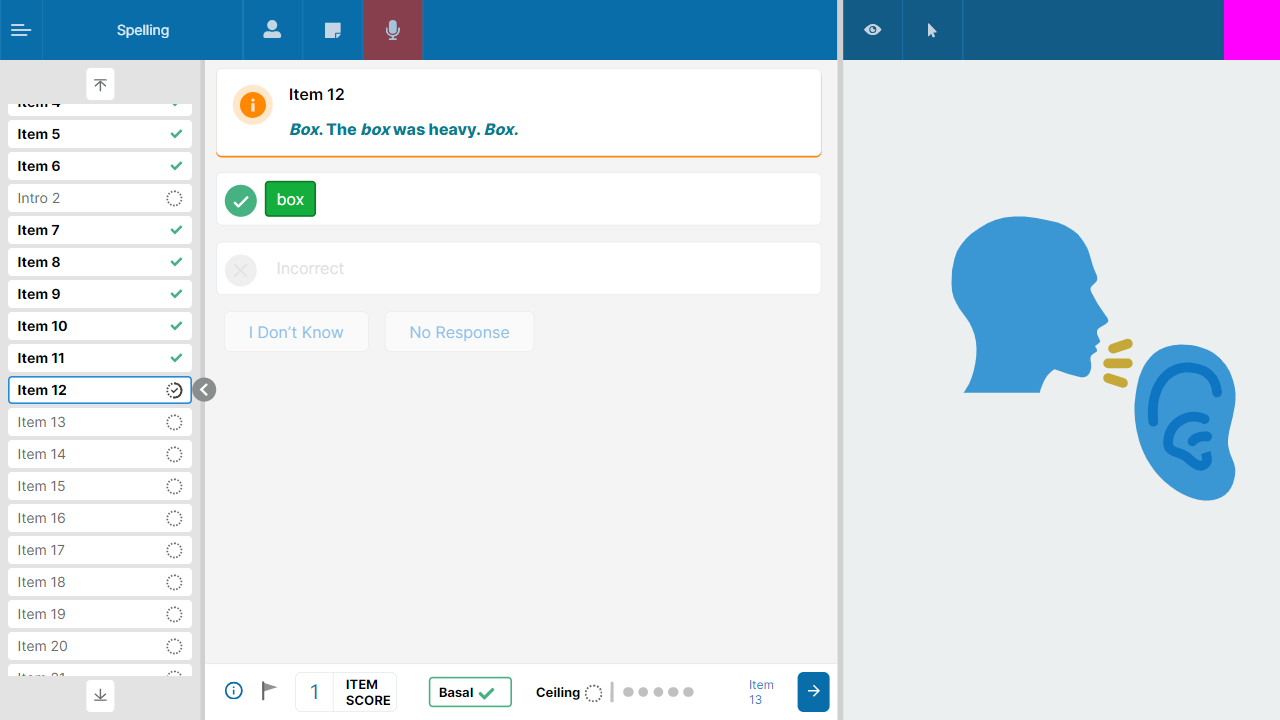 Spelling
Item 4
Item 5
Item 6
Intro 2
Item 7
Item 8
Item 9
Item 10
Item 11
Item 12
Item 13
Item 14
Item 15
Item 16
Item 17
Item 18
Item 19
Item 20
Item 21
Item 12
Box. The box was heavy. Box.
box
Incorrect
I Don’t Know
No Response
1
ITEM
SCORE
Basal
Ceiling
Item
13